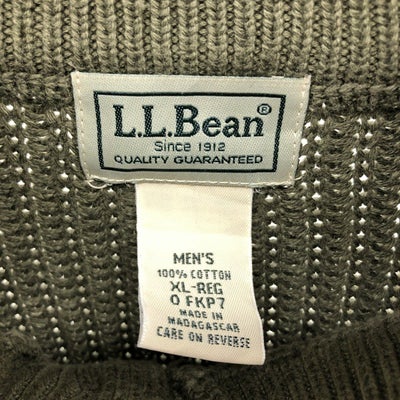 L.L.Bean®
Since 1912
QUALITY GUARANTEED
MEN'S
100% COTTON
XL-REG
0 FKP7
MADE IN
MADAGASCAR
CARE ON REVERSE